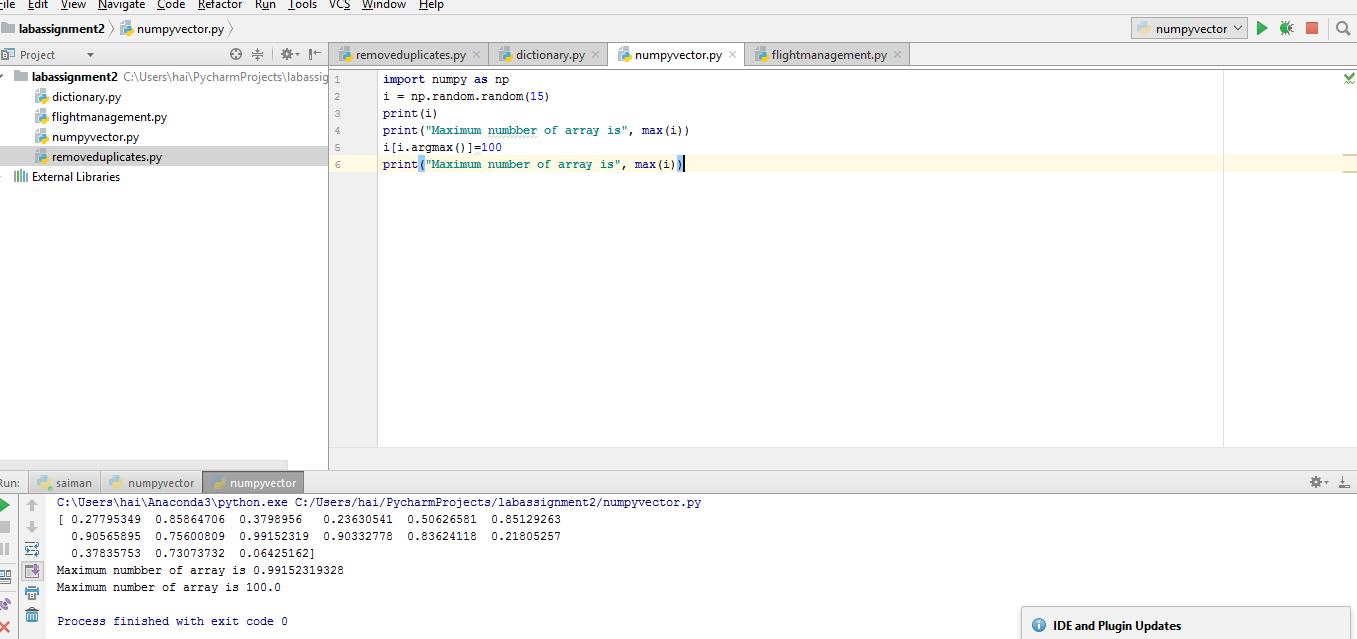 File Edit View Navigate Code Refactor Run Tools VCS Window Help
labassignment2 numpyvector.py numpyvector
Project removeduplicates.py dictionary.py numpyvector.py flightmanagement.py
labassignment2 C:\Users\hai\PycharmProjects\labassig
dictionary.py
flightmanagement.py
numpyvector.py
removeduplicates.py
External Libraries
1 import numpy as np
2 i = np.random.random(15)
3 print(i)
4 print("Maximum numbber of array is", max(i))
5 i[i.argmax()]=100
6 print("Maximum number of array is", max(i))
Run: saiman numpyvector numpyvector
C:\Users\hai\Anaconda3\python.exe C:/Users/hai/PycharmProjects/labassignment2/numpyvector.py
[ 0.27795349 0.85864706 0.3798956 0.23630541 0.50626581 0.85129263
0.90565895 0.75600809 0.99152319 0.90332778 0.83624118 0.21805257
0.37835753 0.73073732 0.06425162]
Maximum numbber of array is 0.99152319328
Maximum number of array is 100.0
Process finished with exit code 0
IDE and Plugin Updates